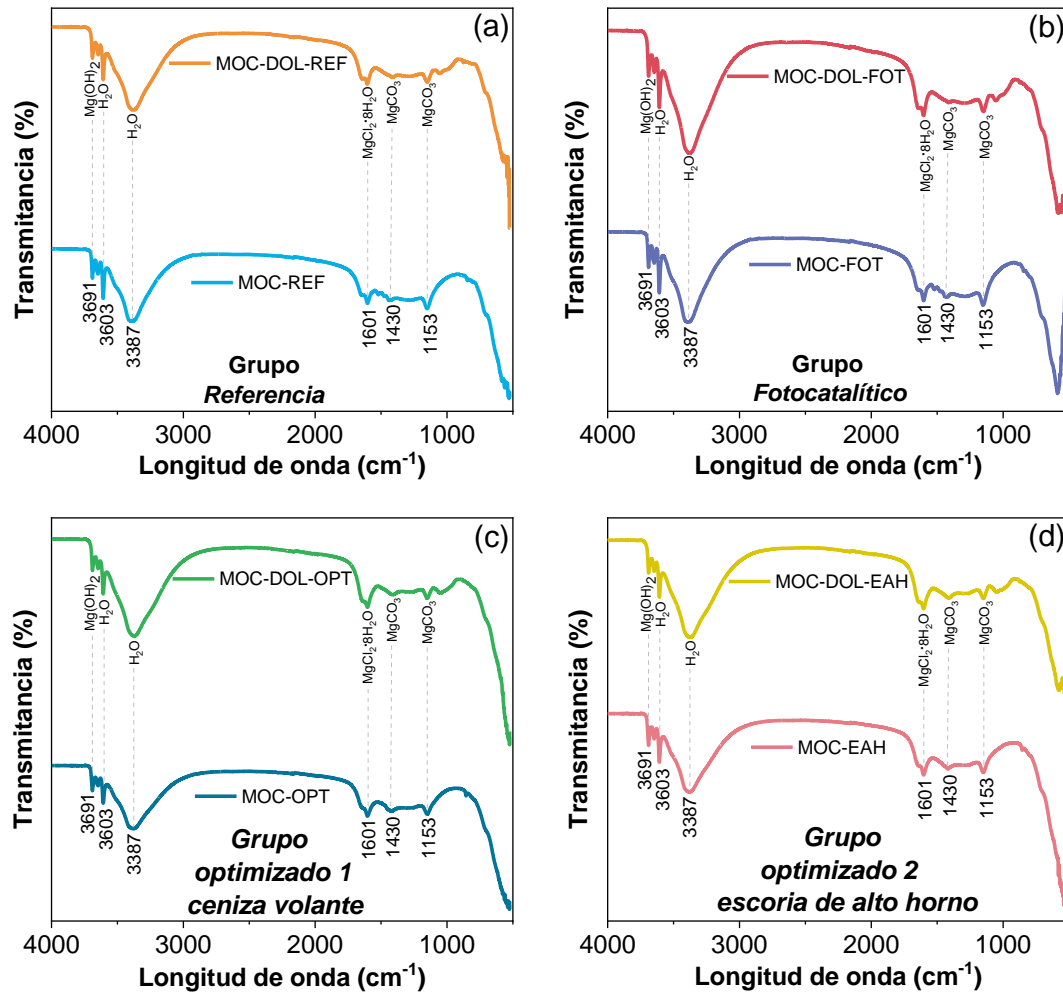 (a)
Transmitancia (%)
Mg(OH)₂
H₂O
H₂O
MOC-DOL-REF
MgCl₂·8H₂O
MgCO₃
MgCO₃
MOC-REF
3691
3603
3387
1601
1430
1153
Grupo
Referencia
4000 3000 2000 1000
Longitud de onda (cm⁻¹)
(b)
Transmitancia (%)
Mg(OH)₂
H₂O
H₂O
MOC-DOL-FOT
MgCl₂·8H₂O
MgCO₃
MgCO₃
MOC-FOT
3691
3603
3387
1601
1430
1153
Grupo
Fotocatalítico
4000 3000 2000 1000
Longitud de onda (cm⁻¹)
(c)
Transmitancia (%)
Mg(OH)₂
H₂O
H₂O
MOC-DOL-OPT
MgCl₂·8H₂O
MgCO₃
MgCO₃
MOC-OPT
3691
3603
3387
1601
1430
1153
Grupo
optimizado 1
ceniza volante
4000 3000 2000 1000
Longitud de onda (cm⁻¹)
(d)
Transmitancia (%)
Mg(OH)₂
H₂O
H₂O
MOC-DOL-EAH
MgCl₂·8H₂O
MgCO₃
MgCO₃
MOC-EAH
3691
3603
3387
1601
1430
1153
Grupo
optimizado 2
escoria de alto horno
4000 3000 2000 1000
Longitud de onda (cm⁻¹)